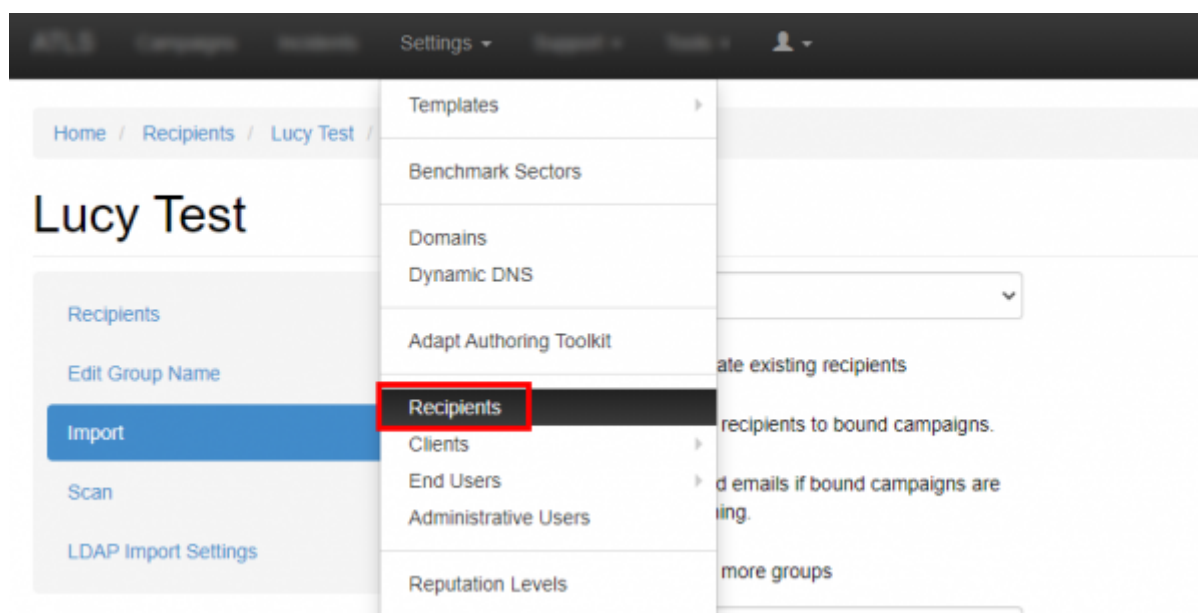 Settings
Home / Recipients / Lucy Test /
Lucy Test
Recipients
Edit Group Name
Import
Scan
LDAP Import Settings
Templates
Benchmark Sectors
Domains
Dynamic DNS
Adapt Authoring Toolkit
Recipients
Clients
End Users
Administrative Users
Reputation Levels
ate existing recipients
recipients to bound campaigns.
d emails if bound campaigns are
ing.
more groups